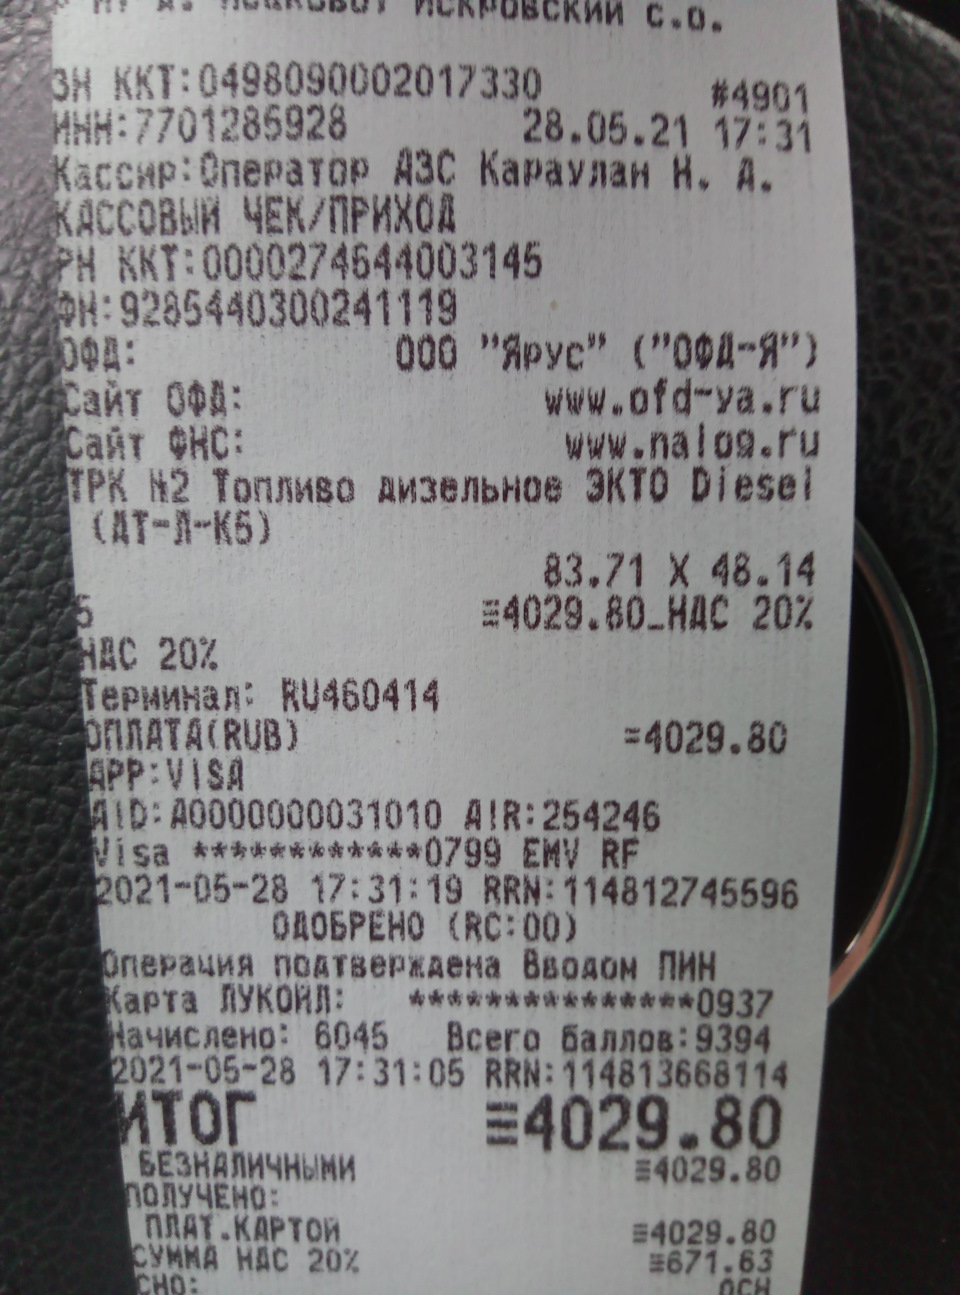 ИСКРОВСКИЙ С.О.
ЗН ККТ:0498090002017330 #4901
ИНН:7701285928 28.05.21 17:31
Кассир:Оператор АЗС Караулан Н. А.
КАССОВЫЙ ЧЕК/ПРИХОД
РН ККТ:0000274644003145
ФН:9285440300241119
ОФД: ООО "Ярус" ("ОФД-Я")
Сайт ОФД: www.ofd-ya.ru
Сайт ФНС: www.nalog.ru
ТРК №2 Топливо дизельное ЭКТО Diesel
(ДТ-Л-К5)
83.71 X 48.14
5 ≡4029.80_НДС 20%
НДС 20%
Терминал: RU460414
ОПЛАТА(RUB) =4029.80
APP:VISA
AID:A0000000031010 AIR:254246
Visa ************0799 EMV RF
2021-05-28 17:31:19 RRN:114812745596
ОДОБРЕНО (RC:00)
Операция подтверждена Вводом ПИН
Карта ЛУКОЙЛ: ***************0937
Начислено: 6045 Всего баллов:9394
2021-05-28 17:31:05 RRN:114813668114
ИТОГ ≡4029.80
БЕЗНАЛИЧНЫМИ ≡4029.80
ПОЛУЧЕНО:
ПЛАТ.КАРТОЙ ≡4029.80
СУММА НДС 20% ≡671.63
СНО: ОСН